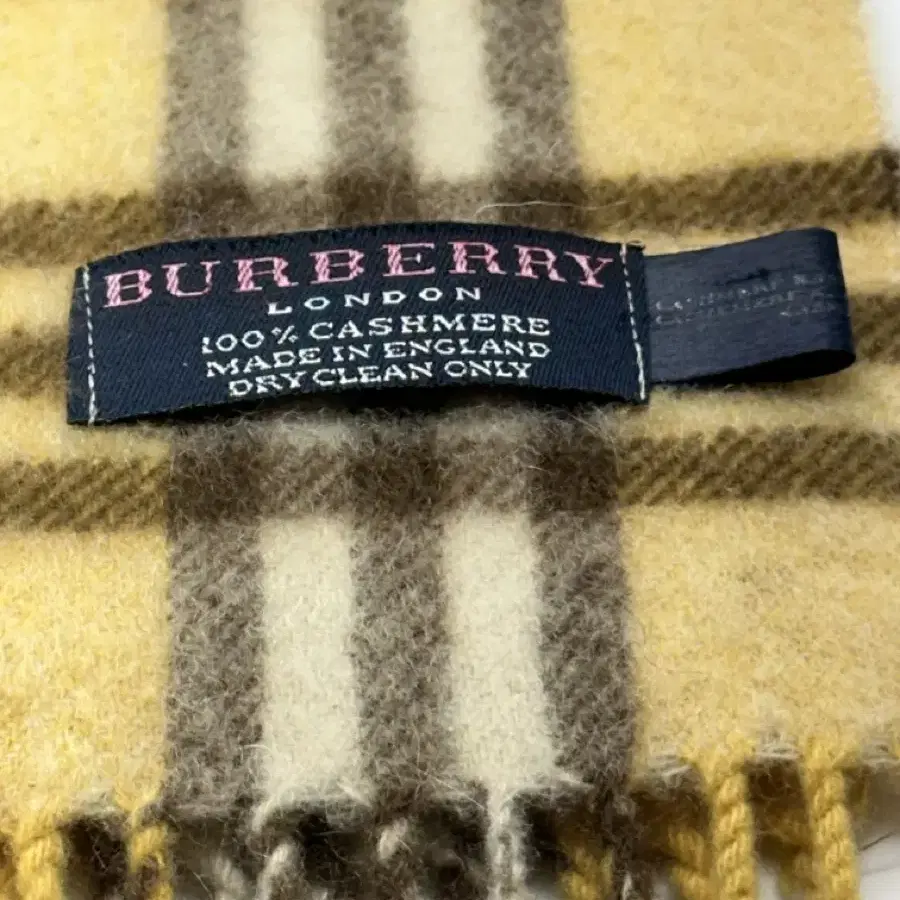 BURBERRY
LONDON
100% CASHMERE
MADE IN ENGLAND
DRY CLEAN ONLY